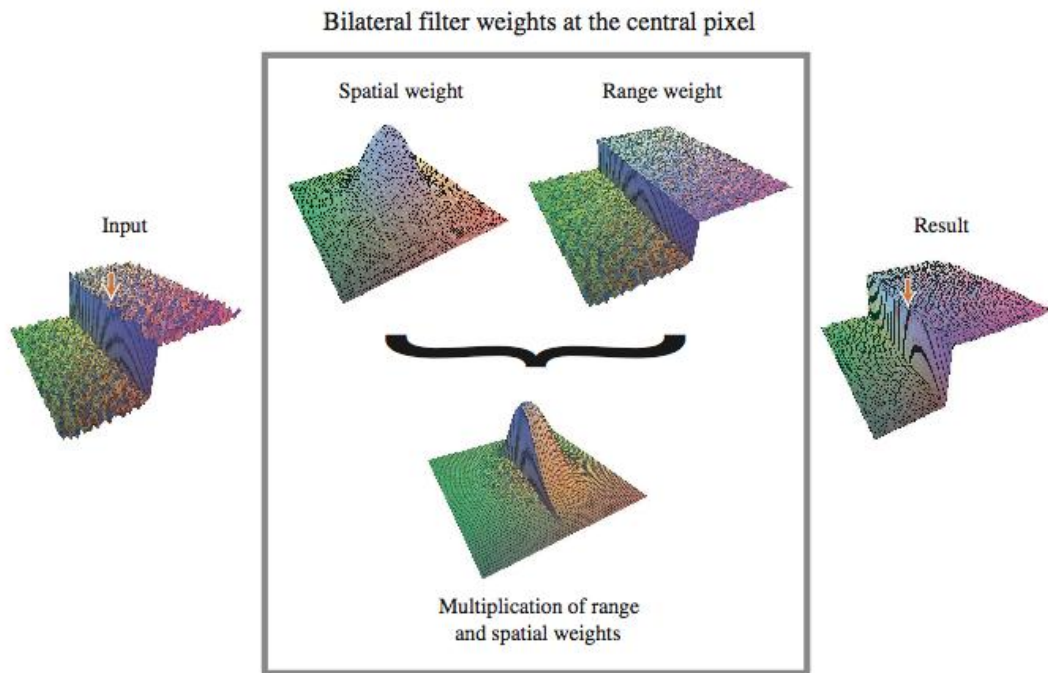 Bilateral filter weights at the central pixel
Spatial weight
Range weight
Input
Result
Multiplication of range
and spatial weights